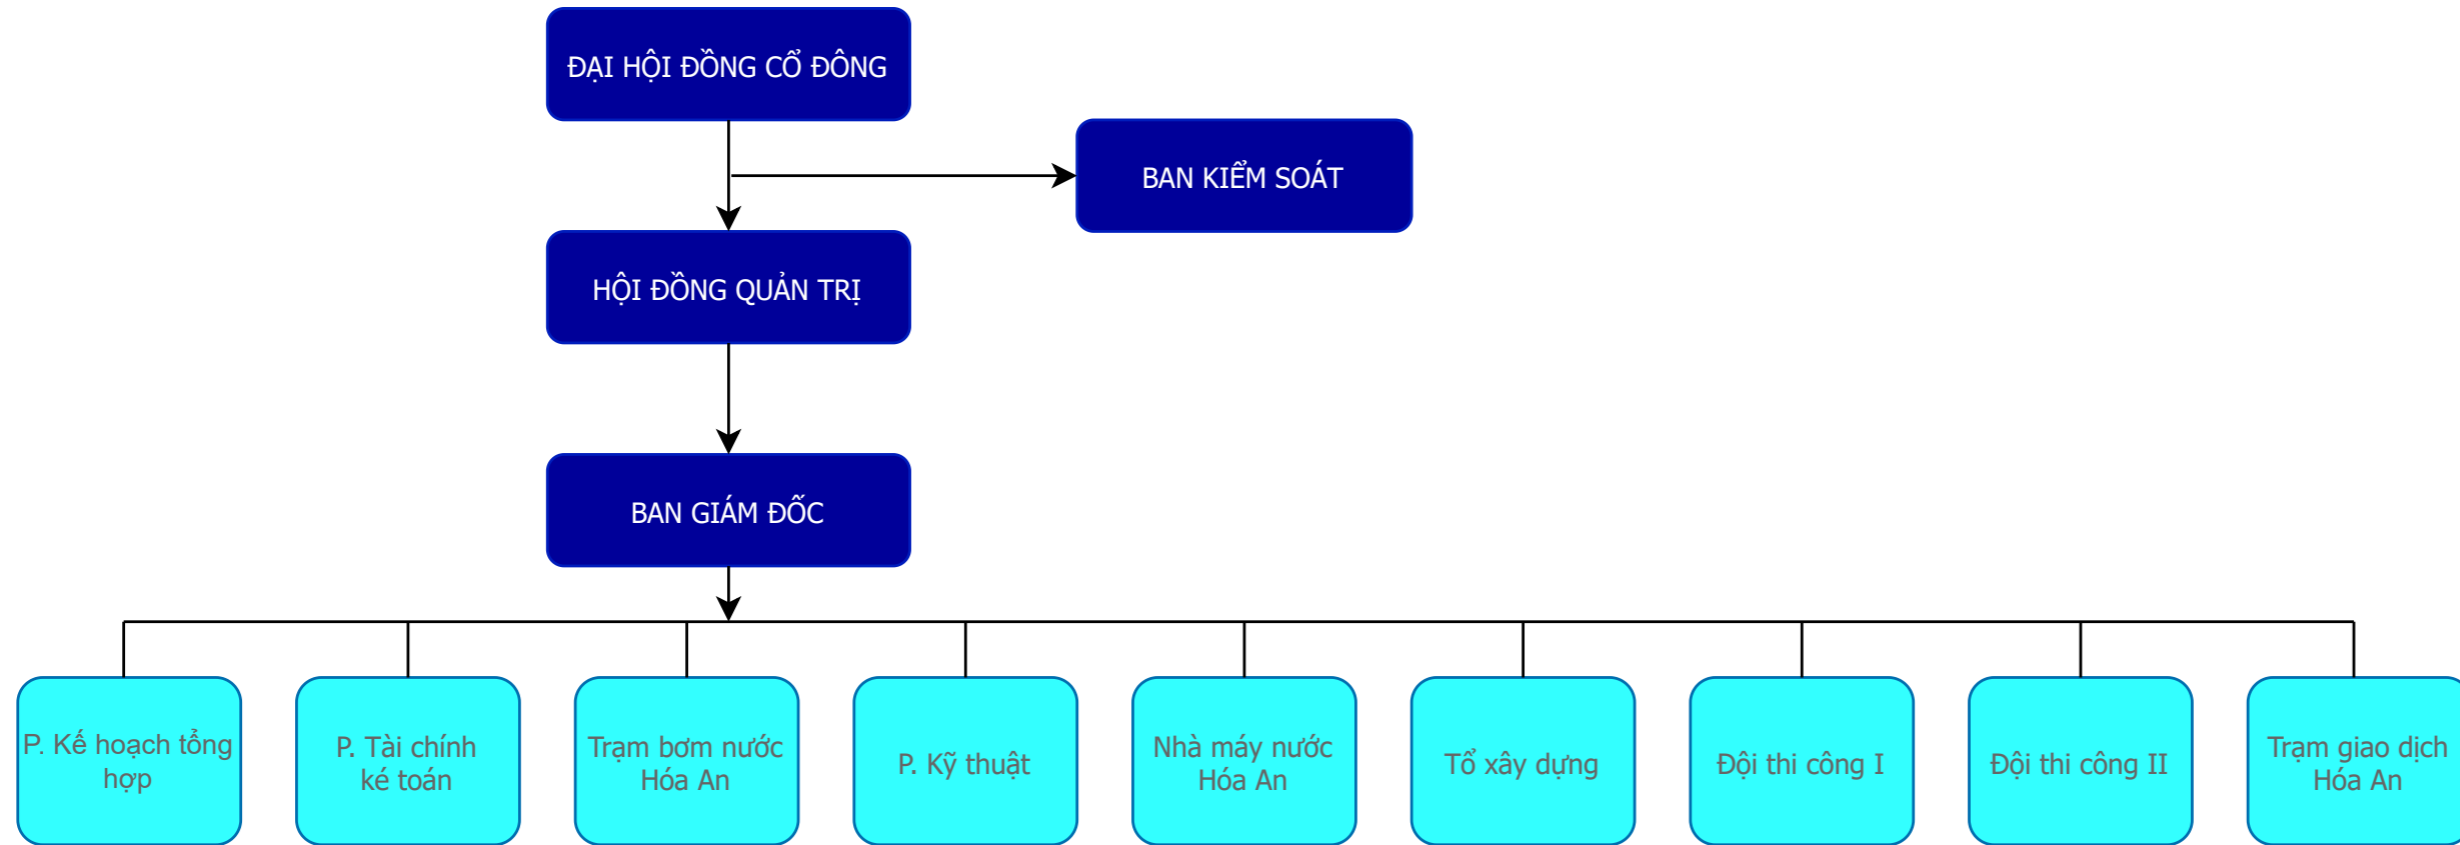 ĐẠI HỘI ĐỒNG CỔ ĐÔNG
BAN KIỂM SOÁT
HỘI ĐỒNG QUẢN TRỊ
BAN GIÁM ĐỐC
P. Kế hoạch tổng
hợp
P. Tài chính
ké toán
Trạm bơm nước
Hóa An
P. Kỹ thuật
Nhà máy nước
Hóa An
Tổ xây dựng
Đội thi công I
Đội thi công II
Trạm giao dịch
Hóa An